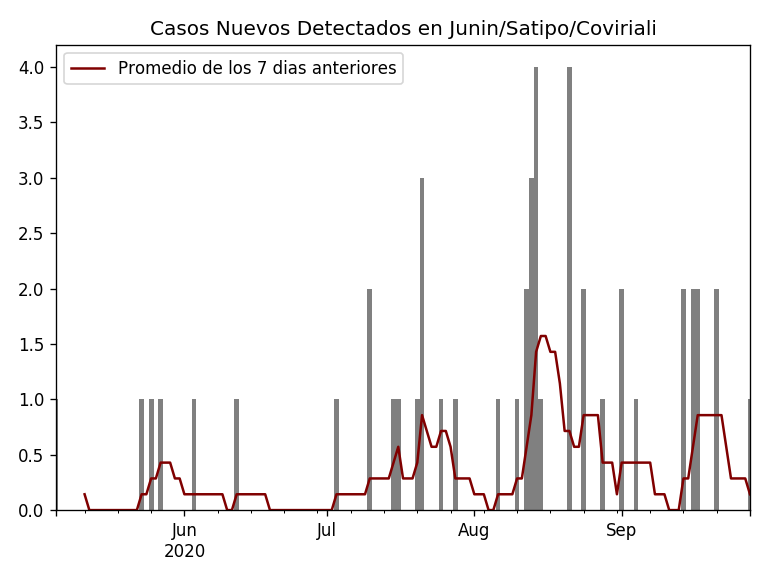 Casos Nuevos Detectados en Junin/Satipo/Coviriali
Promedio de los 7 dias anteriores
4.0
3.5
3.0
2.5
2.0
1.5
1.0
0.5
0.0
Jun
2020
Jul
Aug
Sep